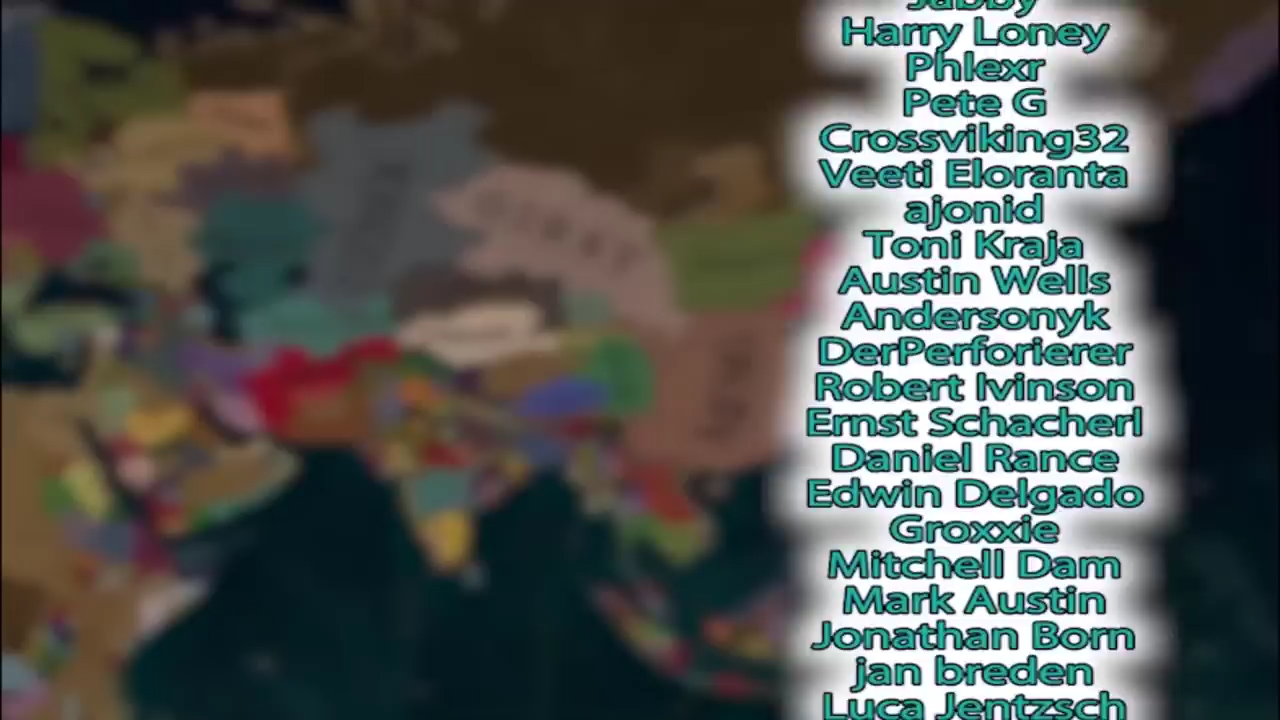 Jabby
Harry Loney
Phlexr
Pete G
Crossviking32
Veeti Eloranta
ajonid
Toni Kraja
Austin Wells
Andersonyk
DerPerforierer
Robert Ivinson
Ernst Schacherl
Daniel Rance
Edwin Delgado
Groxxie
Mitchell Dam
Mark Austin
Jonathan Born
jan breden
Luca Jentzsch